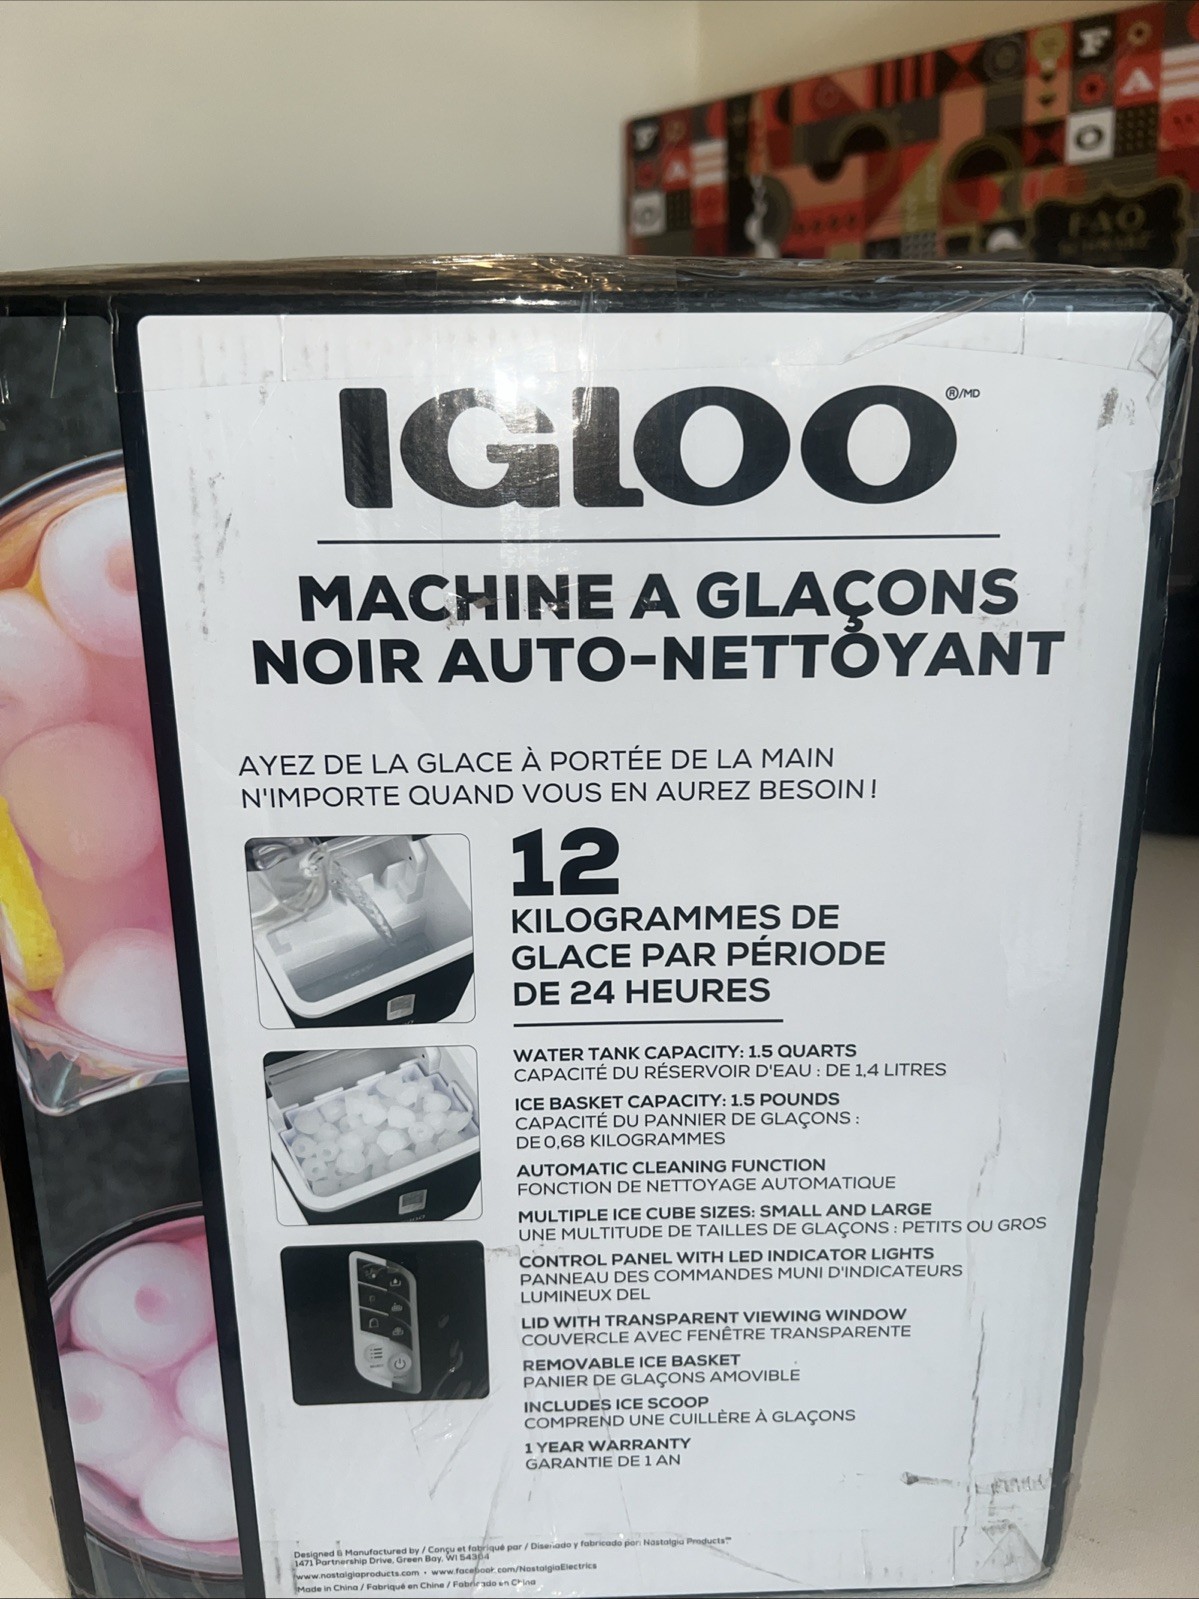 F A O
F
A
O
FAO
SCHWARZ
IGLOO ®/MD
MACHINE A GLAÇONS
NOIR AUTO-NETTOYANT
AYEZ DE LA GLACE À PORTÉE DE LA MAIN
N'IMPORTE QUAND VOUS EN AUREZ BESOIN !
12
KILOGRAMMES DE
GLACE PAR PÉRIODE
DE 24 HEURES
WATER TANK CAPACITY: 1.5 QUARTS
CAPACITÉ DU RÉSERVOIR D'EAU : DE 1,4 LITRES
ICE BASKET CAPACITY: 1.5 POUNDS
CAPACITÉ DU PANNIER DE GLAÇONS :
DE 0,68 KILOGRAMMES
AUTOMATIC CLEANING FUNCTION
FONCTION DE NETTOYAGE AUTOMATIQUE
MULTIPLE ICE CUBE SIZES: SMALL AND LARGE
UNE MULTITUDE DE TAILLES DE GLAÇONS : PETITS OU GROS
CONTROL PANEL WITH LED INDICATOR LIGHTS
PANNEAU DES COMMANDES MUNI D'INDICATEURS
LUMINEUX DEL
LID WITH TRANSPARENT VIEWING WINDOW
COUVERCLE AVEC FENÊTRE TRANSPARENTE
REMOVABLE ICE BASKET
PANIER DE GLAÇONS AMOVIBLE
INCLUDES ICE SCOOP
COMPREND UNE CUILLÈRE À GLAÇONS
1 YEAR WARRANTY
GARANTIE DE 1 AN
Designed & Manufactured by / Conçu et fabriqué par / Diseñado y fabricado por: Nostalgia Products™
1471 Partnership Drive, Green Bay, WI 54304
www.nostalgiaproducts.com • www.facebook.com/NostalgiaElectrics
Made in China / Fabriqué en Chine / Fabricado en China